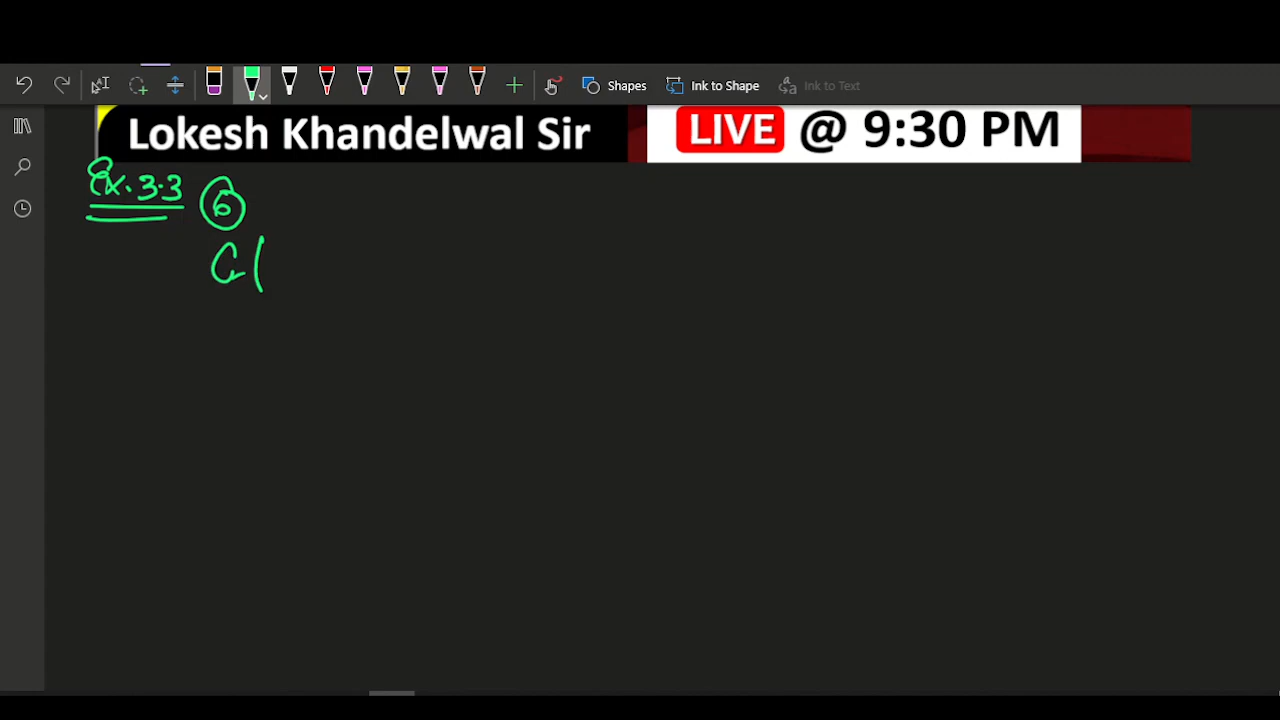 Shapes Ink to Shape Ink to Text
Lokesh Khandelwal Sir LIVE @ 9:30 PM
Ex. 3.3 6
G(